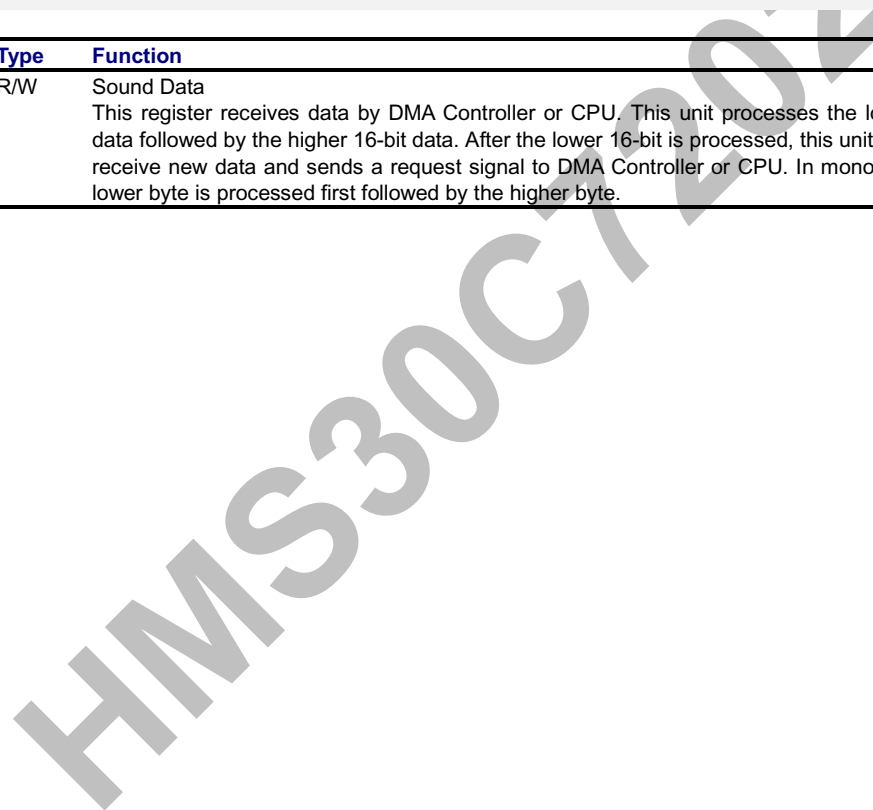 Type Function
R/W Sound Data
This register receives data by DMA Controller or CPU. This unit processes the
data followed by the higher 16-bit data. After the lower 16-bit is processed, this unit
receive new data and sends a request signal to DMA Controller or CPU. In mono
lower byte is processed first followed by the higher byte.
HMS30C7202